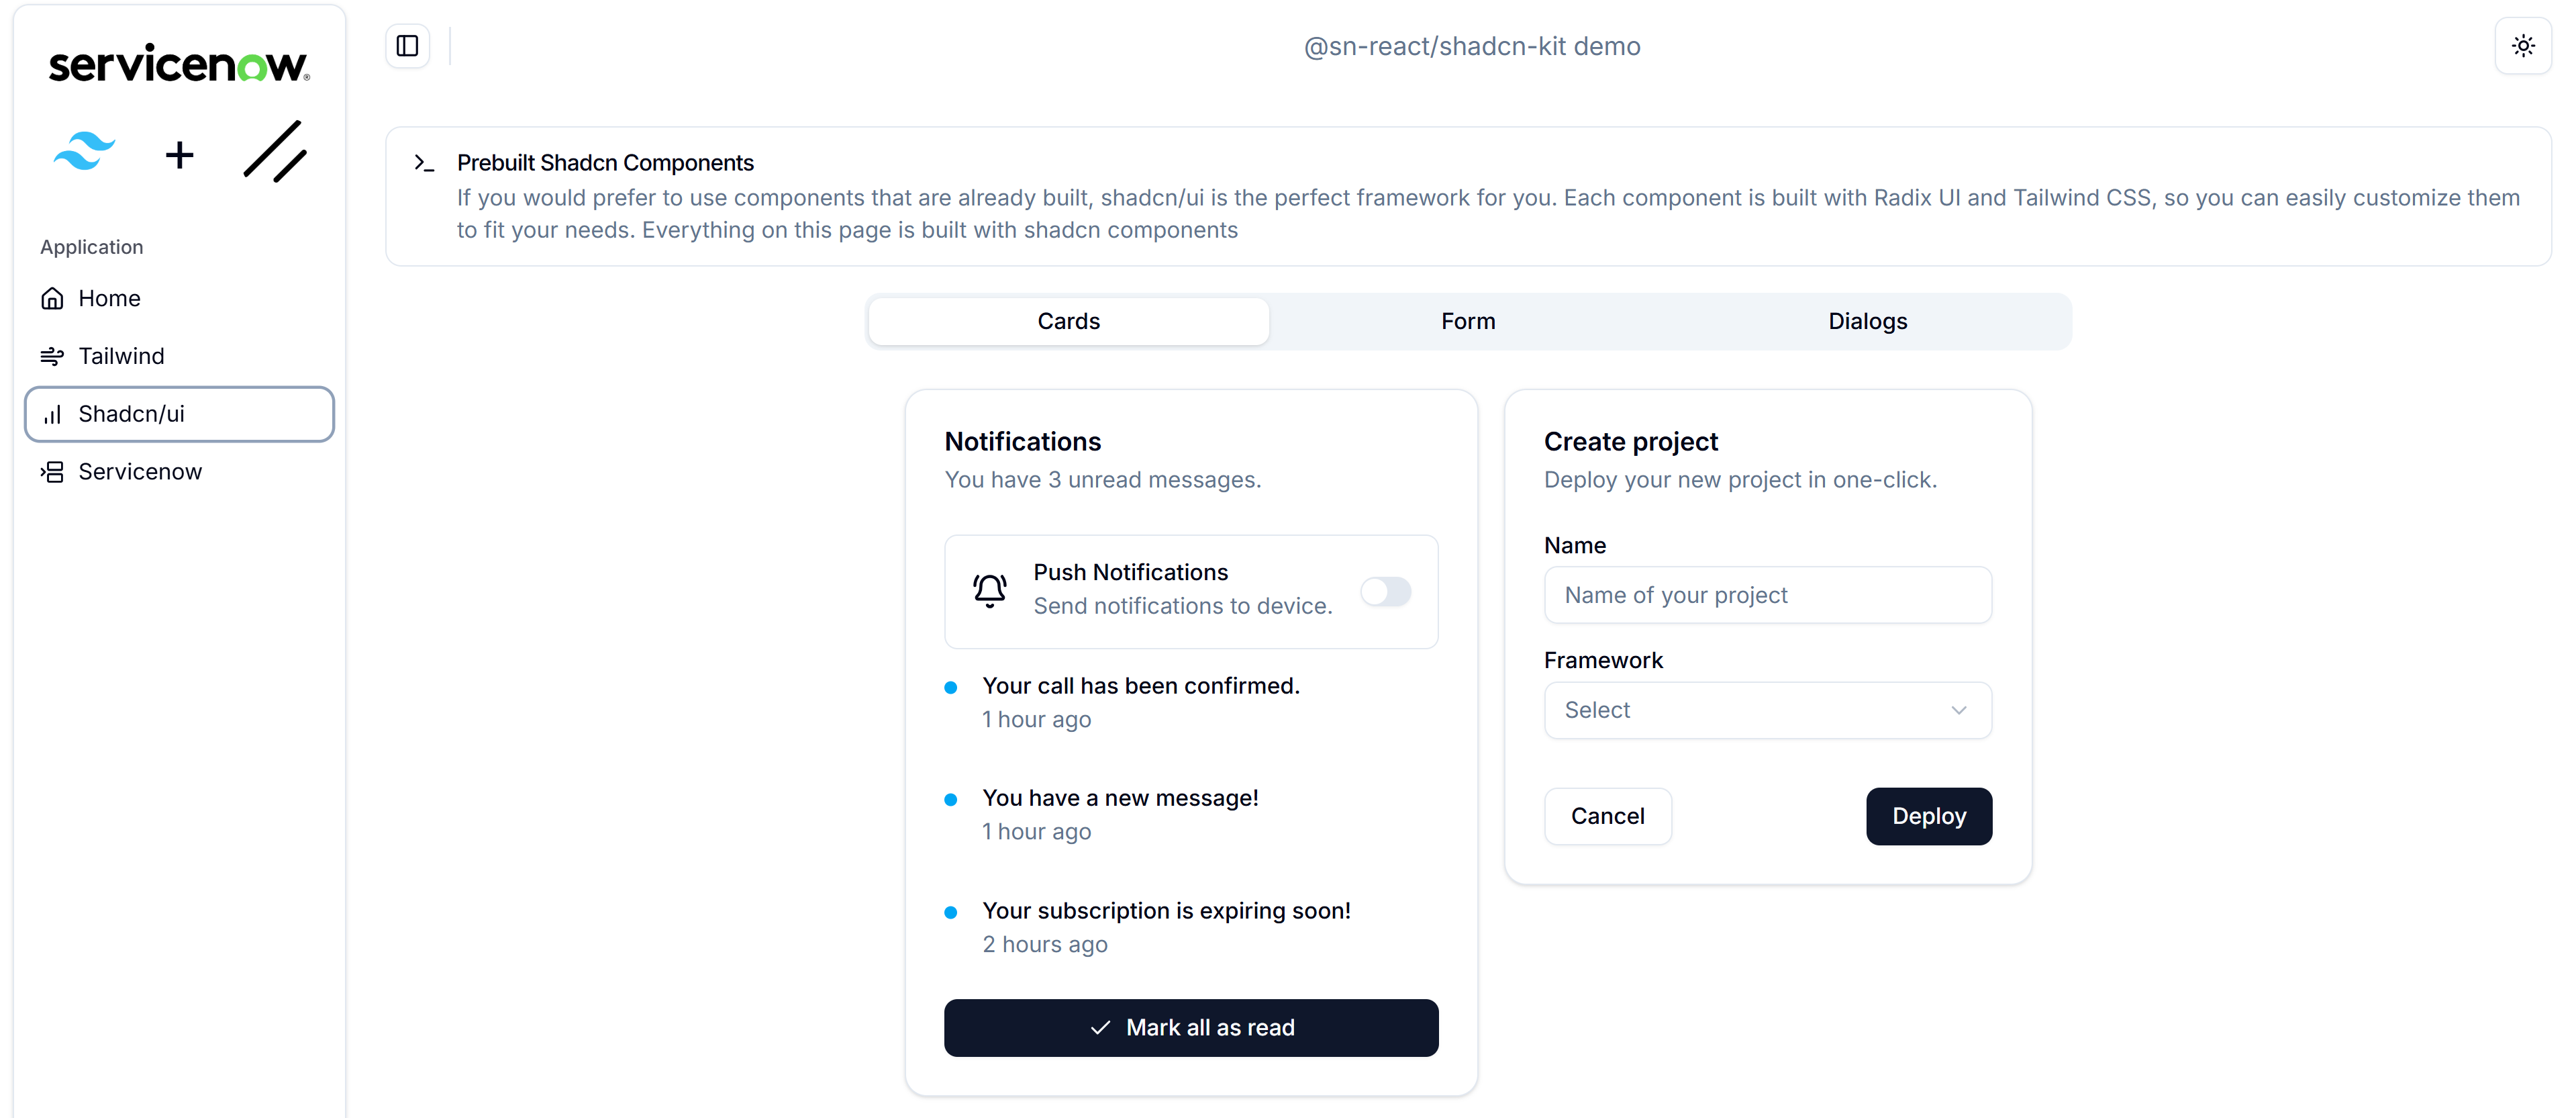 servicenow
Application
Home
Tailwind
Shadcn/ui
Servicenow
@sn-react/shadcn-kit demo
Prebuilt Shadcn Components
If you would prefer to use components that are already built, shadcn/ui is the perfect framework for you. Each component is built with Radix UI and Tailwind CSS, so you can easily customize them
to fit your needs. Everything on this page is built with shadcn components
Cards
Form
Dialogs
Notifications
You have 3 unread messages.
Push Notifications
Send notifications to device.
Your call has been confirmed.
1 hour ago
You have a new message!
1 hour ago
Your subscription is expiring soon!
2 hours ago
Mark all as read
Create project
Deploy your new project in one-click.
Name
Name of your project
Framework
Select
Cancel
Deploy